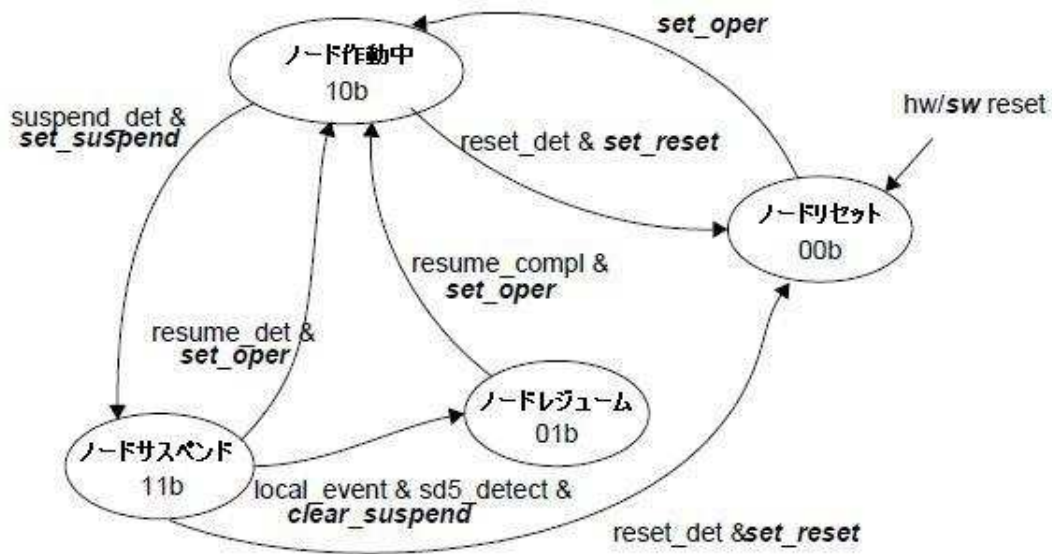 set_oper
ノード作動中
10b
hw/sw reset
suspend_det &
set_suspend
reset_det & set_reset
ノードリセット
00b
resume_compl &
set_oper
resume_det &
set_oper
ノードレジューム
01b
ノードサスペンド
11b
local_event & sd5_detect &
clear_suspend
reset_det &set_reset